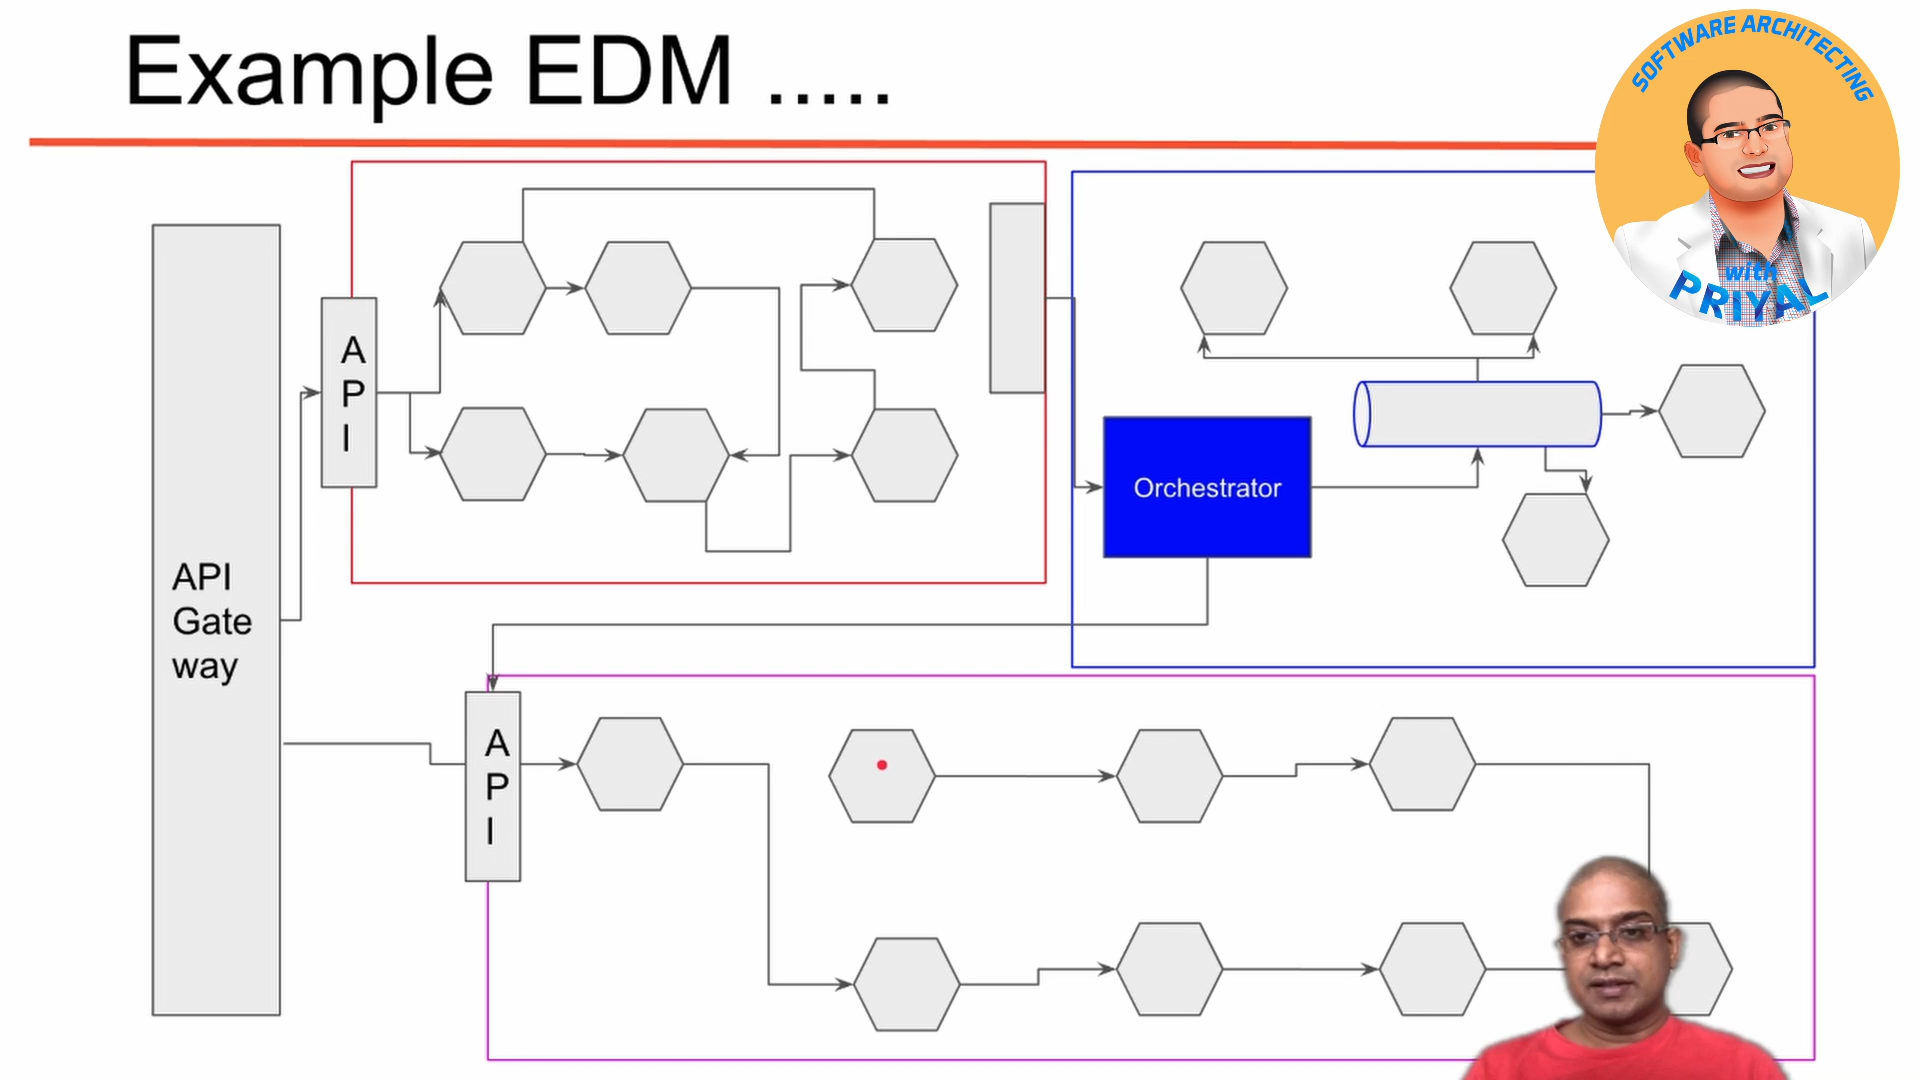 Example EDM .....
SOFTWARE ARCHITECTING
with
PRIYAL
A
P
I
API
Gate
way
Orchestrator
A
P
I